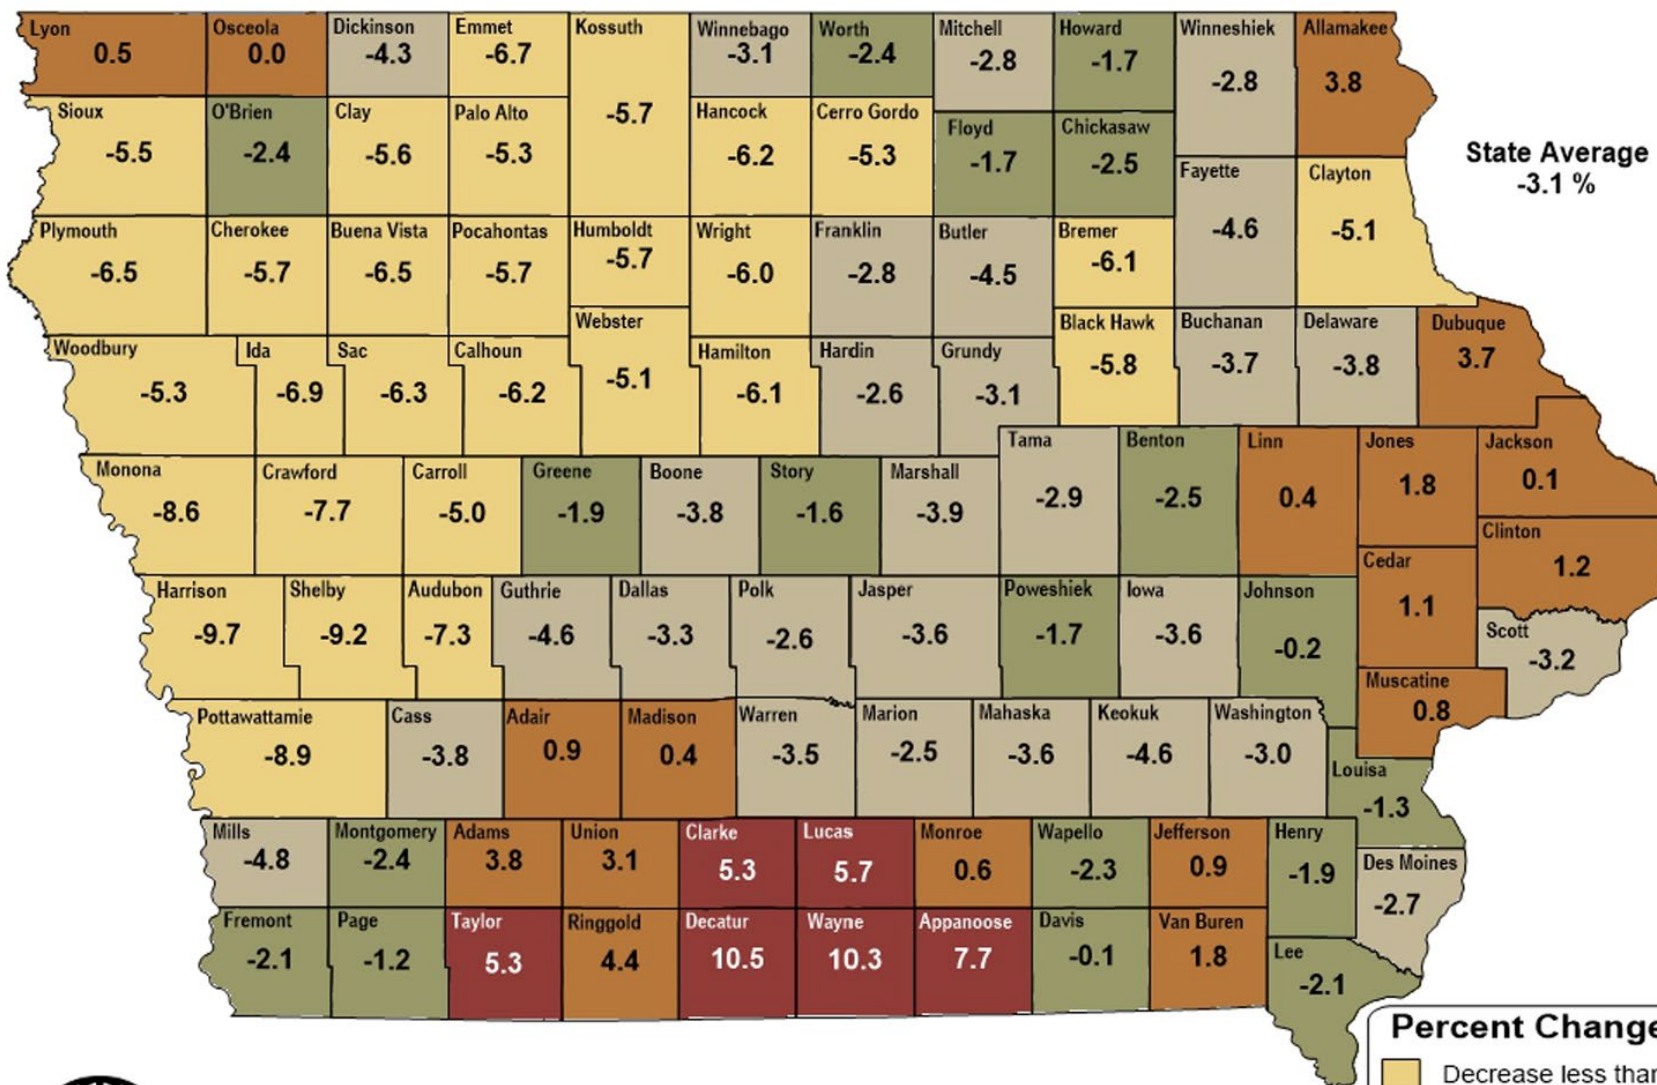 Lyon
0.5
Osceola
0.0
Dickinson
-4.3
Emmet
-6.7
Kossuth
-5.7
Winnebago
-3.1
Worth
-2.4
Mitchell
-2.8
Howard
-1.7
Winneshiek
-2.8
Allamakee
3.8
Sioux
-5.5
O'Brien
-2.4
Clay
-5.6
Palo Alto
-5.3
Hancock
-6.2
Cerro Gordo
-5.3
Floyd
-1.7
Chickasaw
-2.5
State Average
-3.1 %
Fayette
-4.6
Clayton
-5.1
Plymouth
-6.5
Cherokee
-5.7
Buena Vista
-6.5
Pocahontas
-5.7
Humboldt
-5.7
Wright
-6.0
Franklin
-2.8
Butler
-4.5
Bremer
-6.1
Woodbury
-5.3
Ida
-6.9
Sac
-6.3
Calhoun
-6.2
Webster
-5.1
Hamilton
-6.1
Hardin
-2.6
Grundy
-3.1
Black Hawk
-5.8
Buchanan
-3.7
Delaware
-3.8
Dubuque
3.7
Monona
-8.6
Crawford
-7.7
Carroll
-5.0
Greene
-1.9
Boone
-3.8
Story
-1.6
Marshall
-3.9
Tama
-2.9
Benton
-2.5
Linn
0.4
Jones
1.8
Jackson
0.1
Clinton
1.2
Cedar
1.1
Harrison
-9.7
Shelby
-9.2
Audubon
-7.3
Guthrie
-4.6
Dallas
-3.3
Polk
-2.6
Jasper
-3.6
Poweshiek
-1.7
Iowa
-3.6
Johnson
-0.2
Scott
-3.2
Muscatine
0.8
Pottawattamie
-8.9
Cass
-3.8
Adair
0.9
Madison
0.4
Warren
-3.5
Marion
-2.5
Mahaska
-3.6
Keokuk
-4.6
Washington
-3.0
Louisa
-1.3
Mills
-4.8
Montgomery
-2.4
Adams
3.8
Union
3.1
Clarke
5.3
Lucas
5.7
Monroe
0.6
Wapello
-2.3
Jefferson
0.9
Henry
-1.9
Des Moines
-2.7
Fremont
-2.1
Page
-1.2
Taylor
5.3
Ringgold
4.4
Decatur
10.5
Wayne
10.3
Appanoose
7.7
Davis
-0.1
Van Buren
1.8
Lee
-2.1
Percent Change
Decrease less than